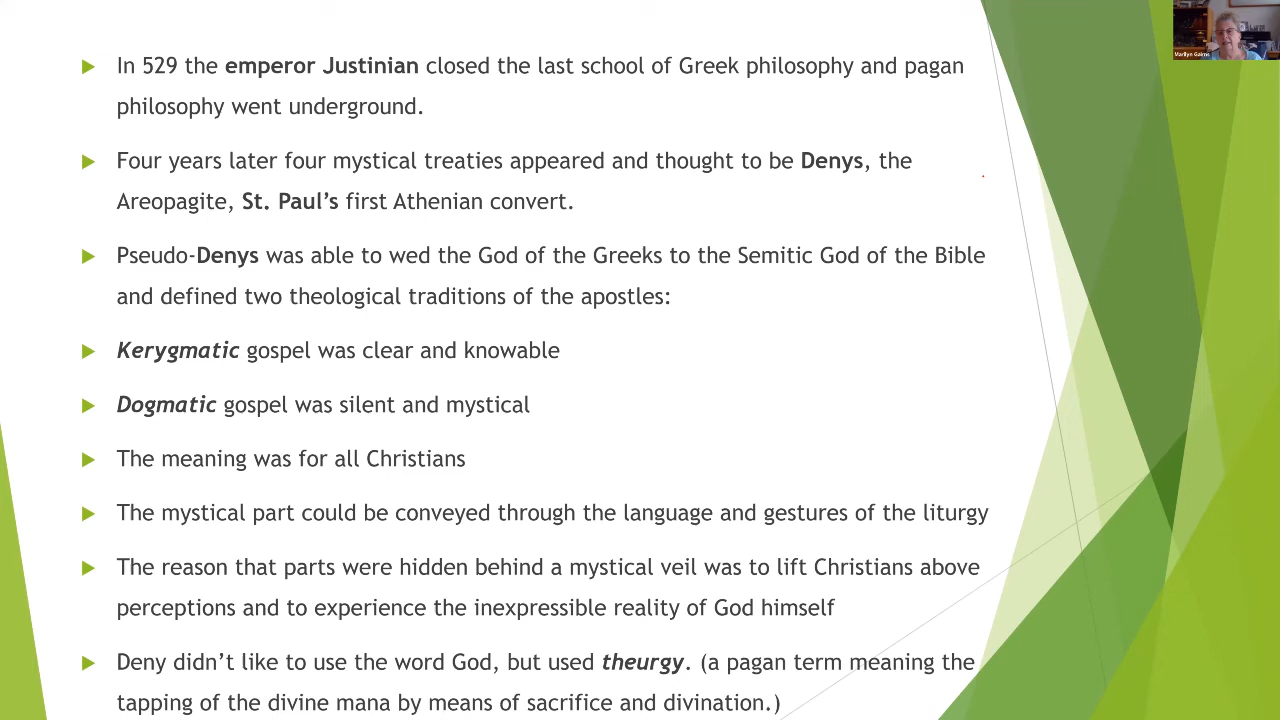 In 529 the emperor Justinian closed the last school of Greek philosophy and pagan
philosophy went underground.
Four years later four mystical treaties appeared and thought to be Denys, the
Areopagite, St. Paul's first Athenian convert.
Pseudo-Denys was able to wed the God of the Greeks to the Semitic God of the Bible
and defined two theological traditions of the apostles:
Kerygmatic gospel was clear and knowable
Dogmatic gospel was silent and mystical
The meaning was for all Christians
The mystical part could be conveyed through the language and gestures of the liturgy
The reason that parts were hidden behind a mystical veil was to lift Christians above
perceptions and to experience the inexpressible reality of God himself
Deny didn't like to use the word God, but used theurgy. (a pagan term meaning the
tapping of the divine mana by means of sacrifice and divination.)
Marilyn